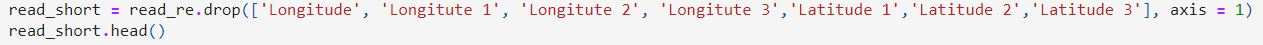 read_short = read_re.drop(['Longitude', 'Longitute 1', 'Longitute 2', 'Longitute 3','Latitude 1','Latitude 2','Latitude 3'], axis = 1)
read_short.head()